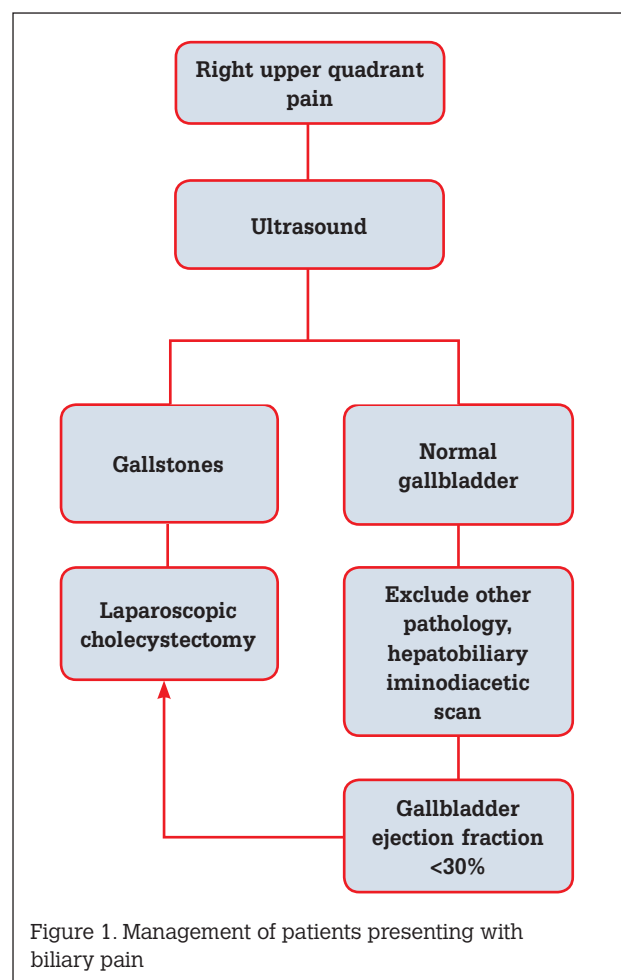 Right upper quadrant
pain
Ultrasound
Gallstones
Normal
gallbladder
Laparoscopic
cholecystectomy
Exclude other
pathology,
hepatobiliary
iminodiacetic
scan
Gallbladder
ejection fraction
<30%
Figure 1. Management of patients presenting with
biliary pain